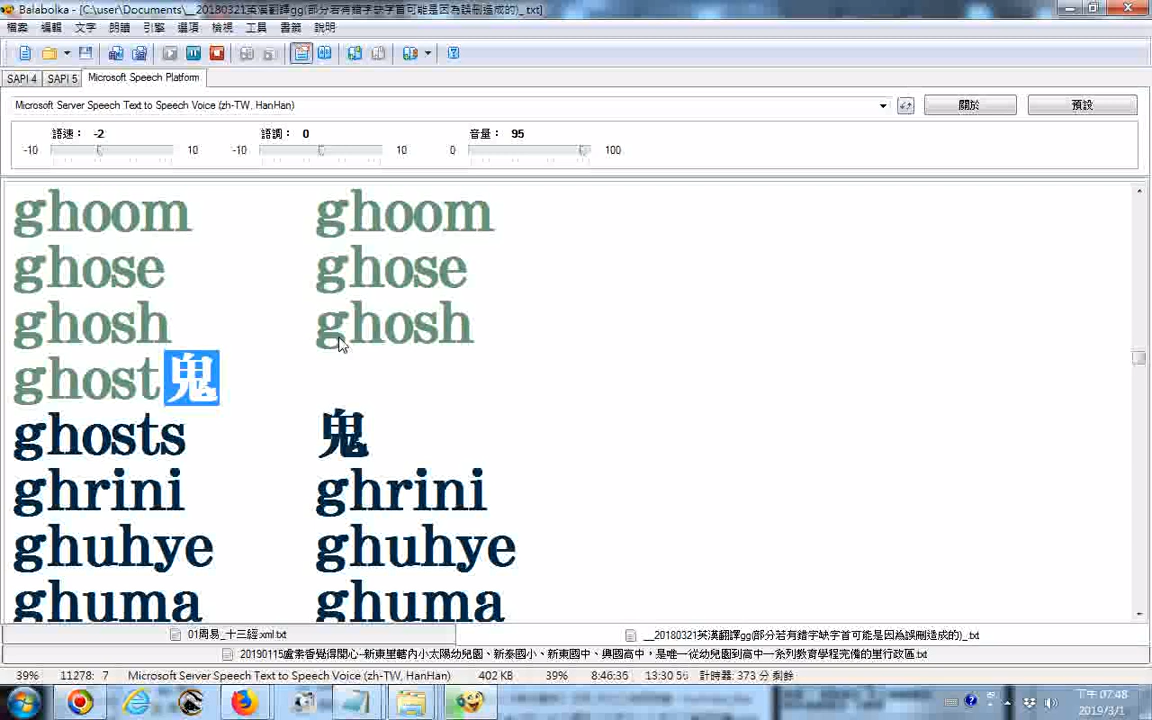 Balabolka - [C:\user\Documents\__20180321英漢翻譯gg(部分若有錯字缺字首可能是因為誤刪造成的)_.txt]
檔案 編輯 文字 朗讀 引擎 選項 檢視 工具 書籤 說明
SAPI 4 SAPI 5 Microsoft Speech Platform
Microsoft Server Speech Text to Speech Voice (zh-TW, HanHan) 關於 預設
語速： -2 語調： 0 音量： 95
-10 10 -10 10 0 100
ghoom ghoom
ghose ghose
ghosh ghosh
ghost 鬼
ghosts 鬼
ghrini ghrini
ghuhye ghuhye
ghuma ghuma
01周易_十三經.xml.txt __20180321英漢翻譯gg(部分若有錯字缺字首可能是因為誤刪造成的)_.txt
20190115盧素香覺得開心~新東里轄內小太陽幼兒園、新泰國小、新東國中、興國高中，是唯一從幼兒園到高中一系列教育學程完備的里行政區.txt
39% 11278: 7 Microsoft Server Speech Text to Speech Voice (zh-TW, HanHan) 402 KB 39% 8:46:35 13:30:56 計時器: 373 分 剩餘
下午 07:48
2019/3/1